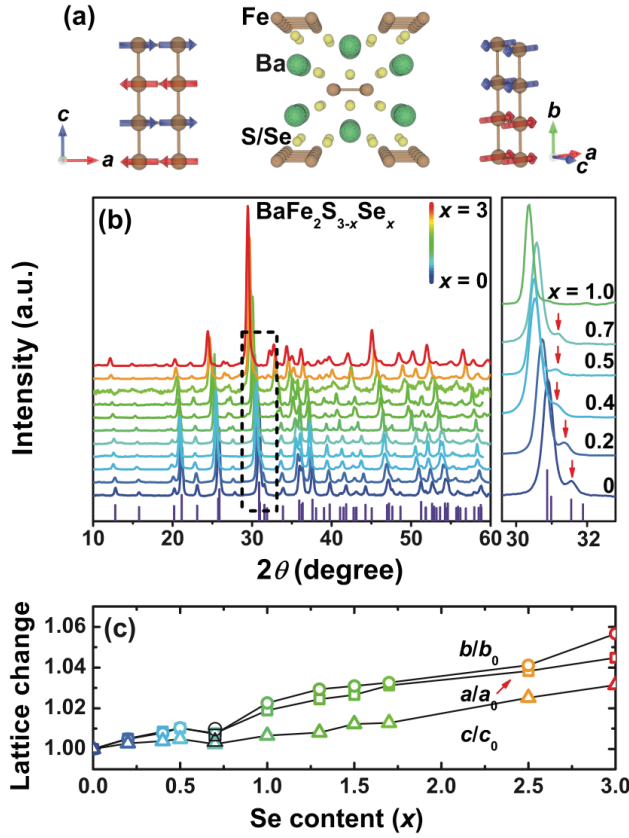 (a)
Fe
Ba
S/Se
c
a
b
a
c
(b)
BaFe₂S₃₋ₓSeₓ
x = 3
x = 0
Intensity (a.u.)
10 20 30 40 50 60
2θ (degree)
x = 1.0
0.7
0.5
0.4
0.2
0
30 32
(c)
b/b₀
a/a₀
c/c₀
Lattice change
1.06
1.04
1.02
1.00
0.0 0.5 1.0 1.5 2.0 2.5 3.0
Se content (x)